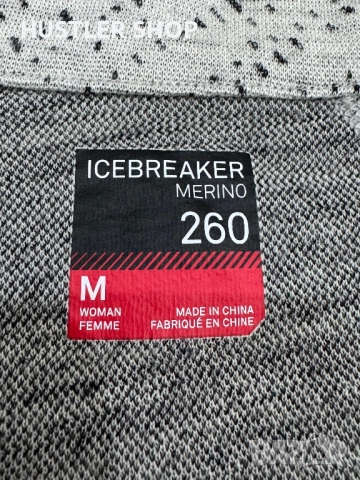 HUSTLER SHOP
ICEBREAKER
MERINO
260
M
WOMAN
FEMME
MADE IN CHINA
FABRIQUÉ EN CHINE